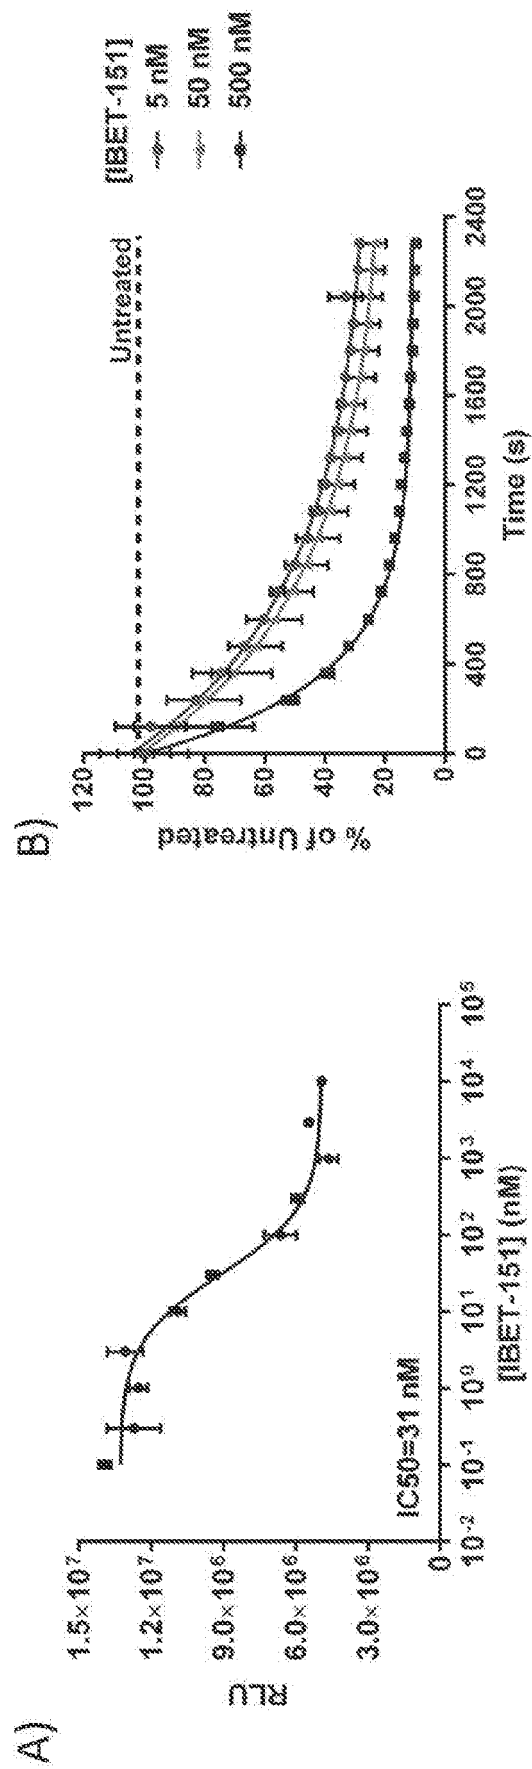 A)
RLU
1.5×10⁷
1.2×10⁷
9.0×10⁶
6.0×10⁶
3.0×10⁶
0
IC50=31 nM
10⁻² 10⁻¹ 10⁰ 10¹ 10² 10³ 10⁴ 10⁵
[IBET-151] (nM)
B)
% of Untreated
120
100
80
60
40
20
0
Untreated
0 400 800 1200 1600 2000 2400
Time (s)
[IBET-151]
5 nM
50 nM
500 nM